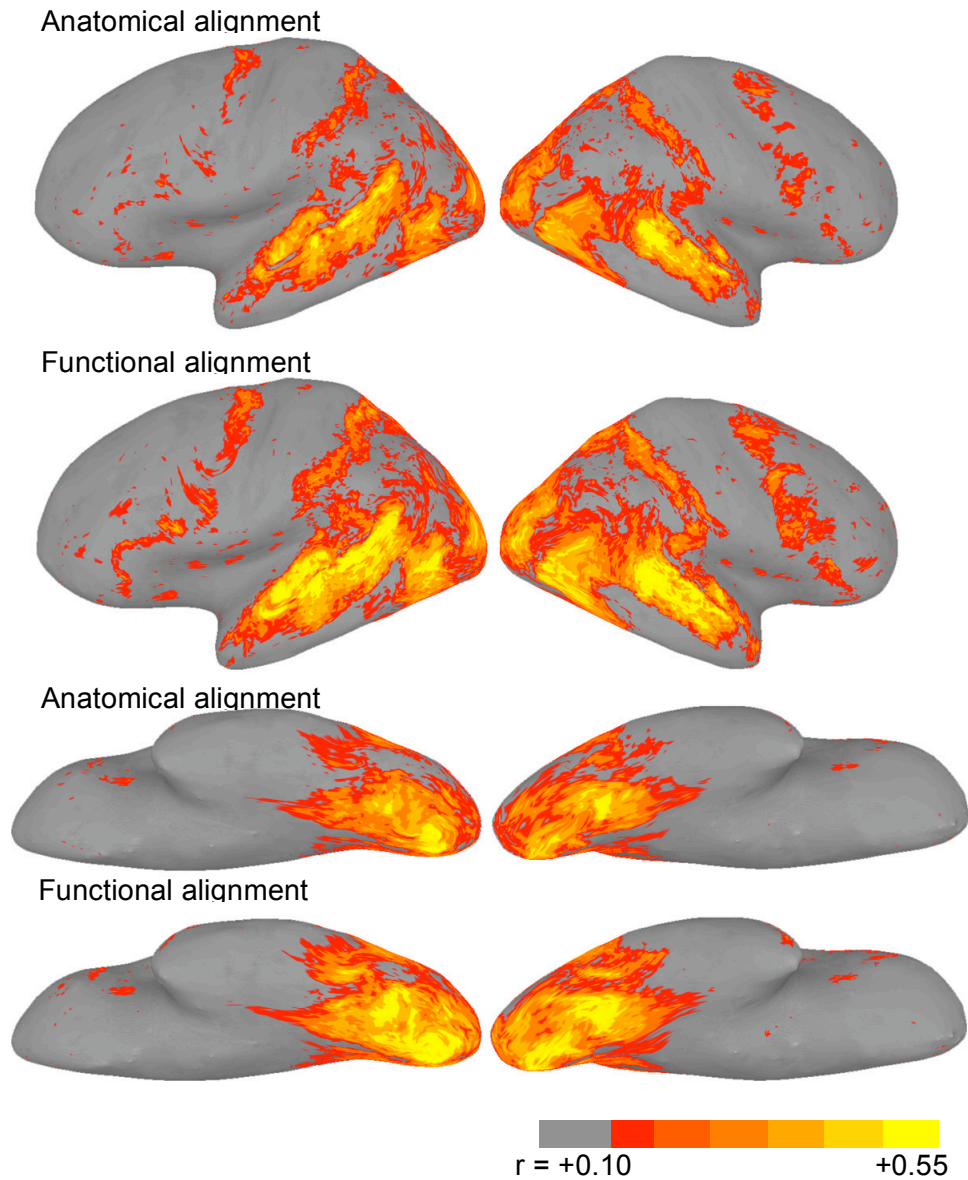 Anatomical alignment
Functional alignment
Anatomical alignment
Functional alignment
r = +0.10 +0.55